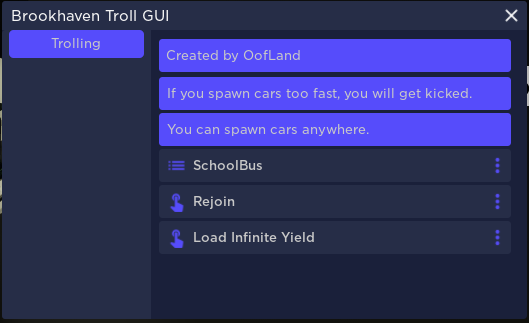 Brookhaven Troll GUI
Trolling
Created by OofLand
If you spawn cars too fast, you will get kicked.
You can spawn cars anywhere.
SchoolBus
Rejoin
Load Infinite Yield